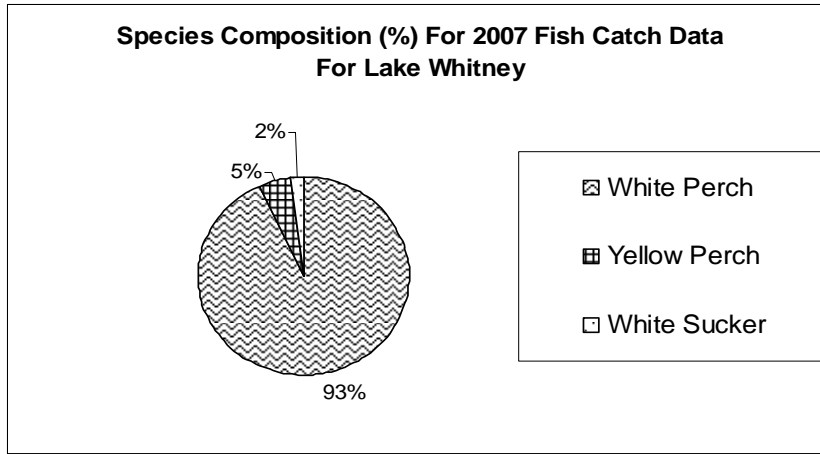 Species Composition (%) For 2007 Fish Catch Data
For Lake Whitney
2%
5%
93%
White Perch
Yellow Perch
White Sucker